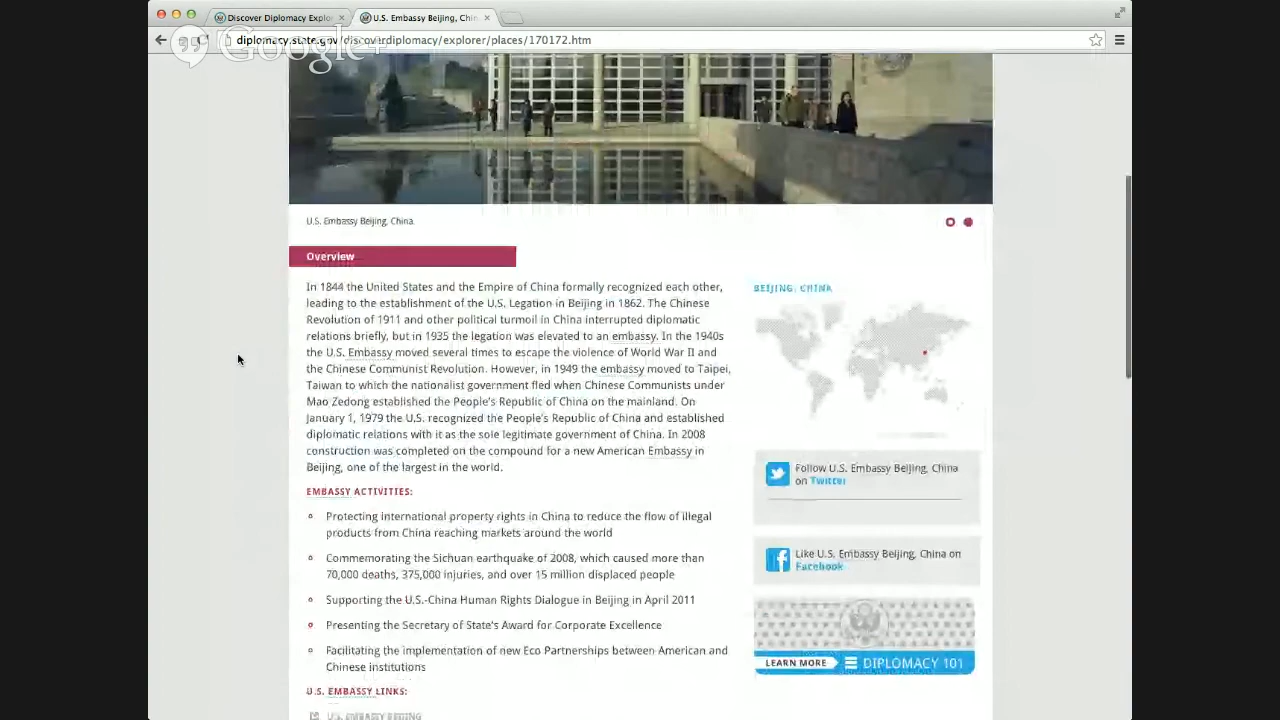 Discover Diplomacy Explo
U.S. Embassy Beijing, Chin
diplomacy.state.gov/discoverdiplomacy/explorer/places/170172.htm
Google+
U.S. Embassy Beijing, China
Overview
In 1844 the United States and the Empire of China formally recognized each other,
leading to the establishment of the U.S. Legation in Beijing in 1862. The Chinese
Revolution of 1911 and other political turmoil in China interrupted diplomatic
relations briefly, but in 1935 the legation was elevated to an embassy. In the 1940s
the U.S. Embassy moved several times to escape the violence of World War II and
the Chinese Communist Revolution. However, in 1949 the embassy moved to Taipei,
Taiwan to which the nationalist government fled when Chinese Communists under
Mao Zedong established the People's Republic of China on the mainland. On
January 1, 1979 the U.S. recognized the People's Republic of China and established
diplomatic relations with it as the sole legitimate government of China. In 2008
construction was completed on the compound for a new American Embassy in
Beijing, one of the largest in the world.
EMBASSY ACTIVITIES:
Protecting international property rights in China to reduce the flow of illegal
products from China reaching markets around the world
Commemorating the Sichuan earthquake of 2008, which caused more than
70,000 deaths, 375,000 injuries, and over 15 million displaced people
Supporting the U.S.-China Human Rights Dialogue in Beijing in April 2011
Presenting the Secretary of State's Award for Corporate Excellence
Facilitating the implementation of new Eco Partnerships between American and
Chinese institutions
U.S. EMBASSY LINKS:
U.S. EMBASSY BEIJING
BEIJING, CHINA
Follow U.S. Embassy Beijing, China
on Twitter
Like U.S. Embassy Beijing, China on
Facebook
LEARN MORE DIPLOMACY 101